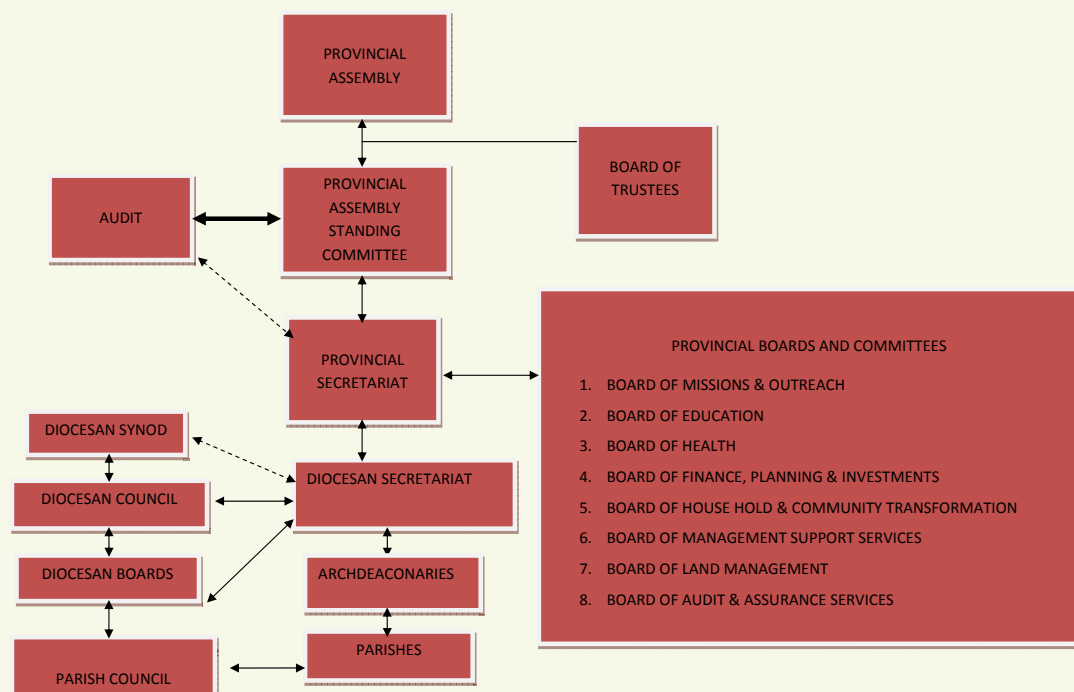 PROVINCIAL
ASSEMBLY
BOARD OF
TRUSTEES
PROVINCIAL
ASSEMBLY
STANDING
COMMITTEE
AUDIT
PROVINCIAL
SECRETARIAT
PROVINCIAL BOARDS AND COMMITTEES
1. BOARD OF MISSIONS & OUTREACH
2. BOARD OF EDUCATION
3. BOARD OF HEALTH
4. BOARD OF FINANCE, PLANNING & INVESTMENTS
5. BOARD OF HOUSE HOLD & COMMUNITY TRANSFORMATION
6. BOARD OF MANAGEMENT SUPPORT SERVICES
7. BOARD OF LAND MANAGEMENT
8. BOARD OF AUDIT & ASSURANCE SERVICES
DIOCESAN SYNOD
DIOCESAN SECRETARIAT
DIOCESAN COUNCIL
DIOCESAN BOARDS
ARCHDEACONARIES
PARISHES
PARISH COUNCIL